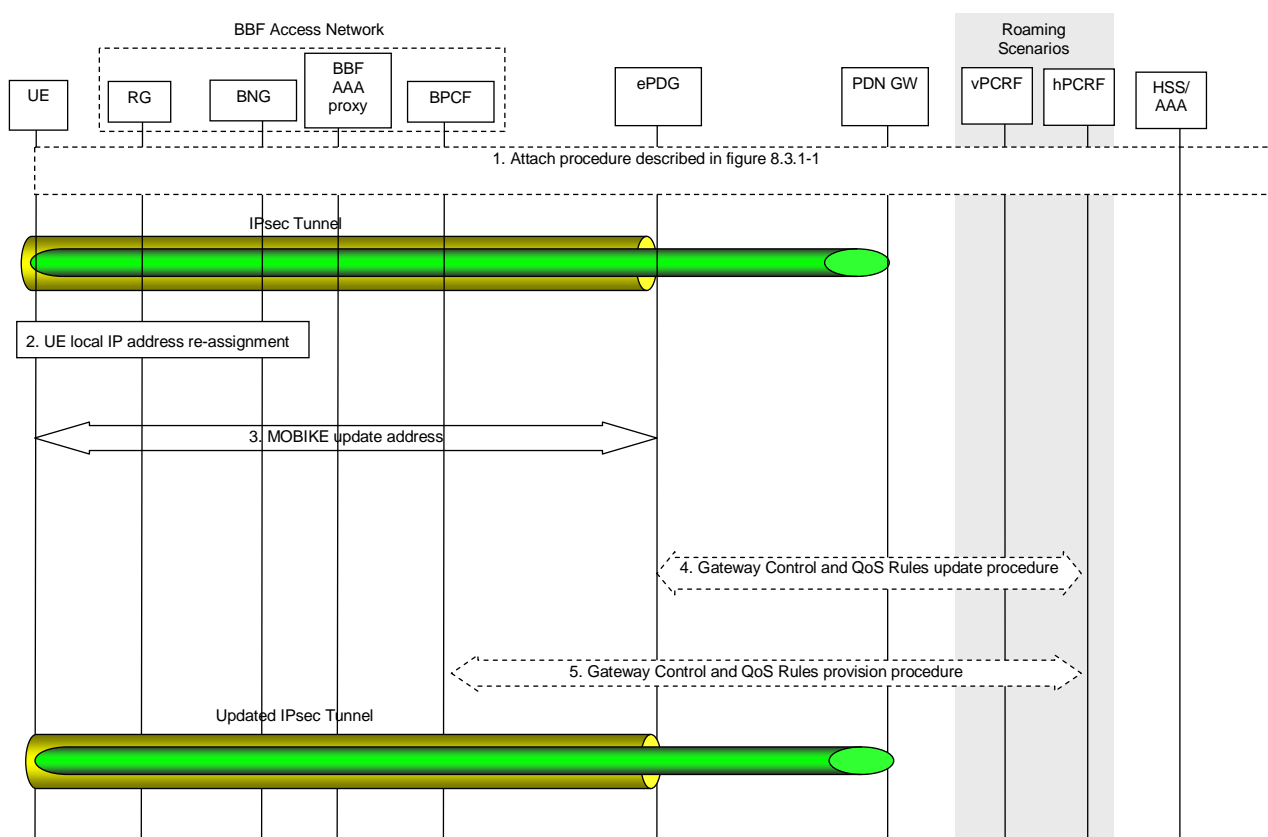 BBF Access Network
Roaming
Scenarios
UE
RG
BNG
BBF
AAA
proxy
BPCF
ePDG
PDN GW
vPCRF
hPCRF
HSS/
AAA
1. Attach procedure described in figure 8.3.1-1
IPsec Tunnel
2. UE local IP address re-assignment
3. MOBIKE update address
4. Gateway Control and QoS Rules update procedure
5. Gateway Control and QoS Rules provision procedure
Updated IPsec Tunnel